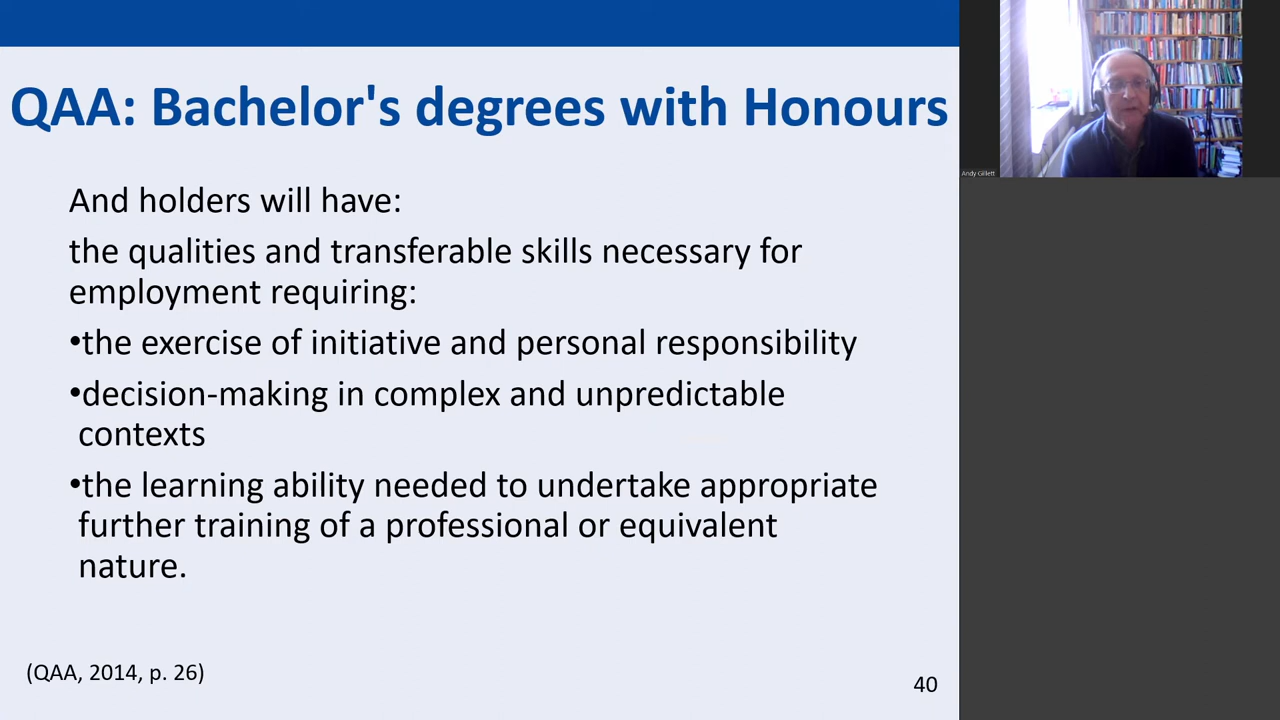 QAA: Bachelor's degrees with Honours
And holders will have:
the qualities and transferable skills necessary for
employment requiring:
•the exercise of initiative and personal responsibility
•decision-making in complex and unpredictable
contexts
•the learning ability needed to undertake appropriate
further training of a professional or equivalent
nature.
(QAA, 2014, p. 26)
40
Andy Gillett